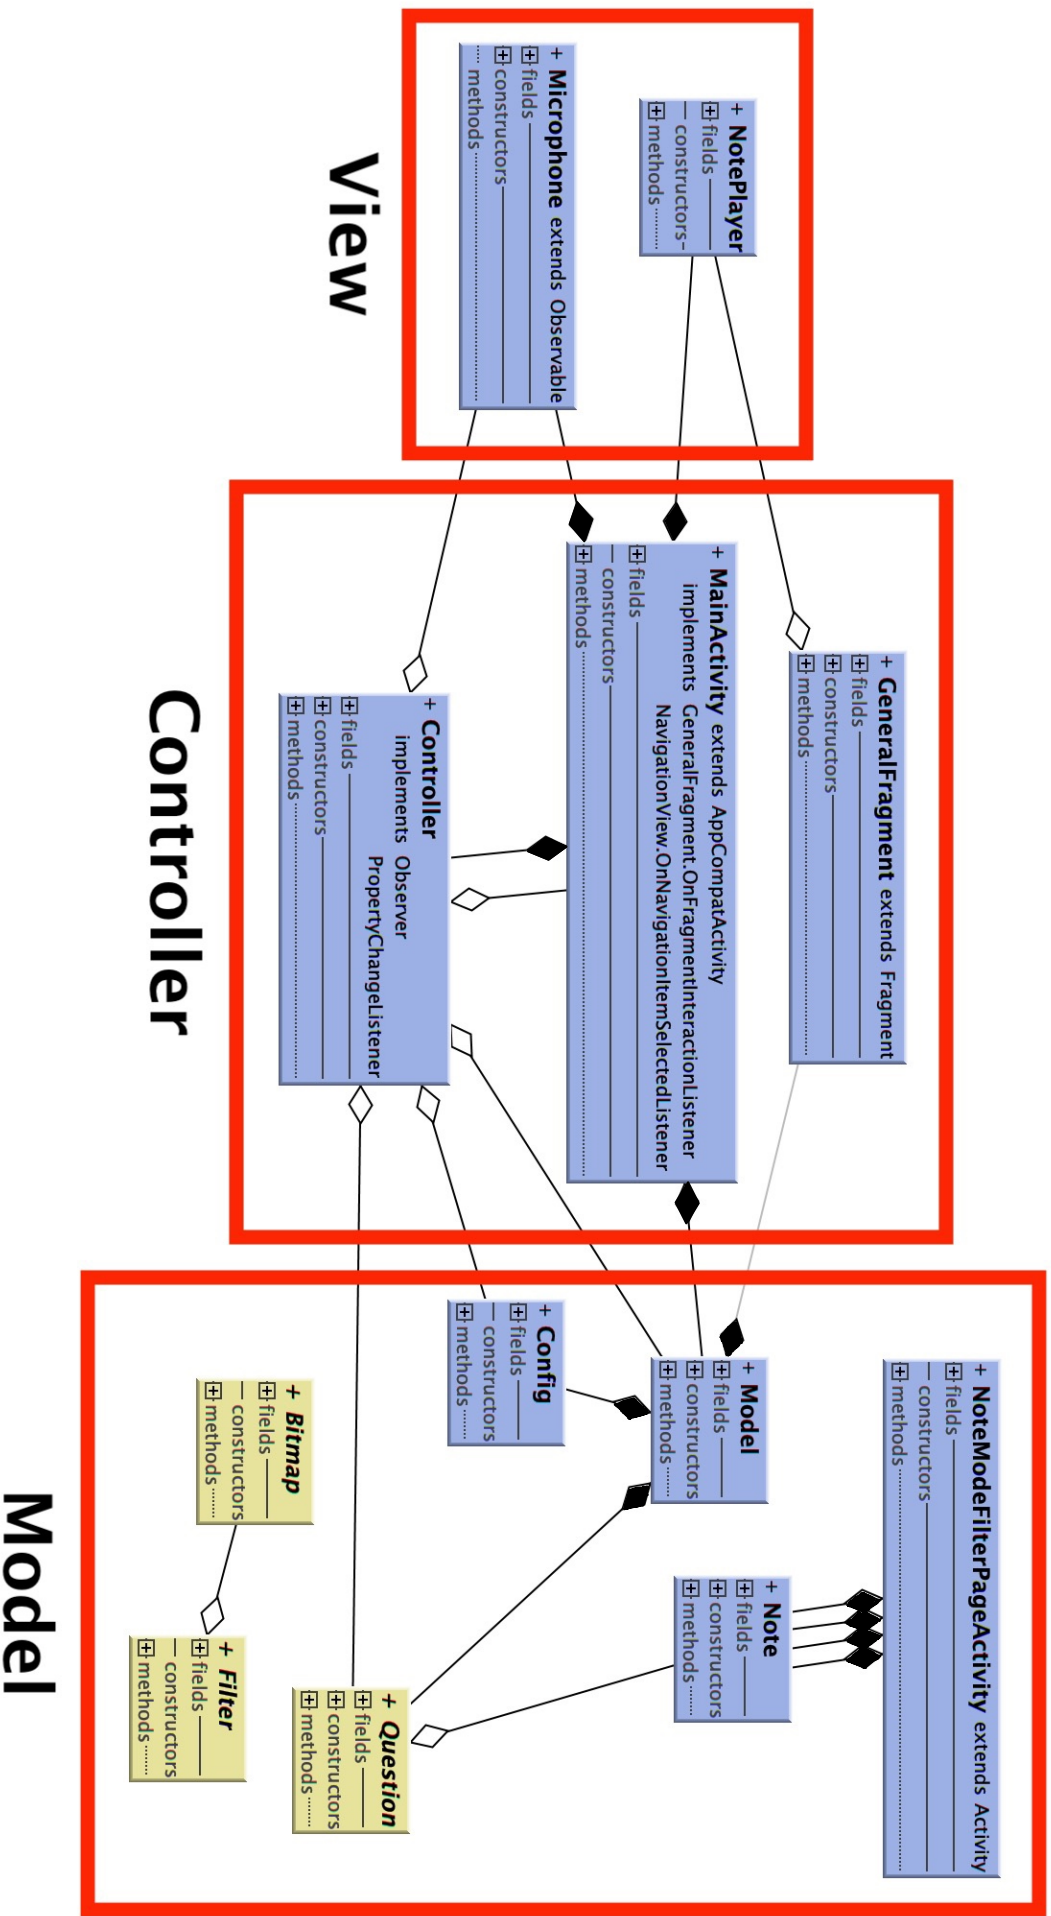 + NotePlayer
+ fields
constructors
+ methods
+ Microphone extends Observable
+ fields
+ constructors
methods
View
+ GeneralFragment extends Fragment
+ fields
+ constructors
+ methods
+ MainActivity extends AppCompatActivity
implements GeneralFragment.OnFragmentInteractionListener
NavigationView.OnNavigationItemSelectedListener
+ fields
constructors
+ methods
+ Controller
implements Observer
PropertyChangeListener
+ fields
+ constructors
+ methods
Controller
+ NoteModeFilterPageActivity extends Activity
+ fields
constructors
+ methods
+ Model
+ fields
+ constructors
+ methods
+ Note
+ fields
+ constructors
+ methods
+ Config
+ fields
constructors
+ methods
+ Question
+ fields
+ constructors
+ methods
+ Bitmap
+ fields
constructors
+ methods
+ Filter
+ fields
constructors
+ methods
Model